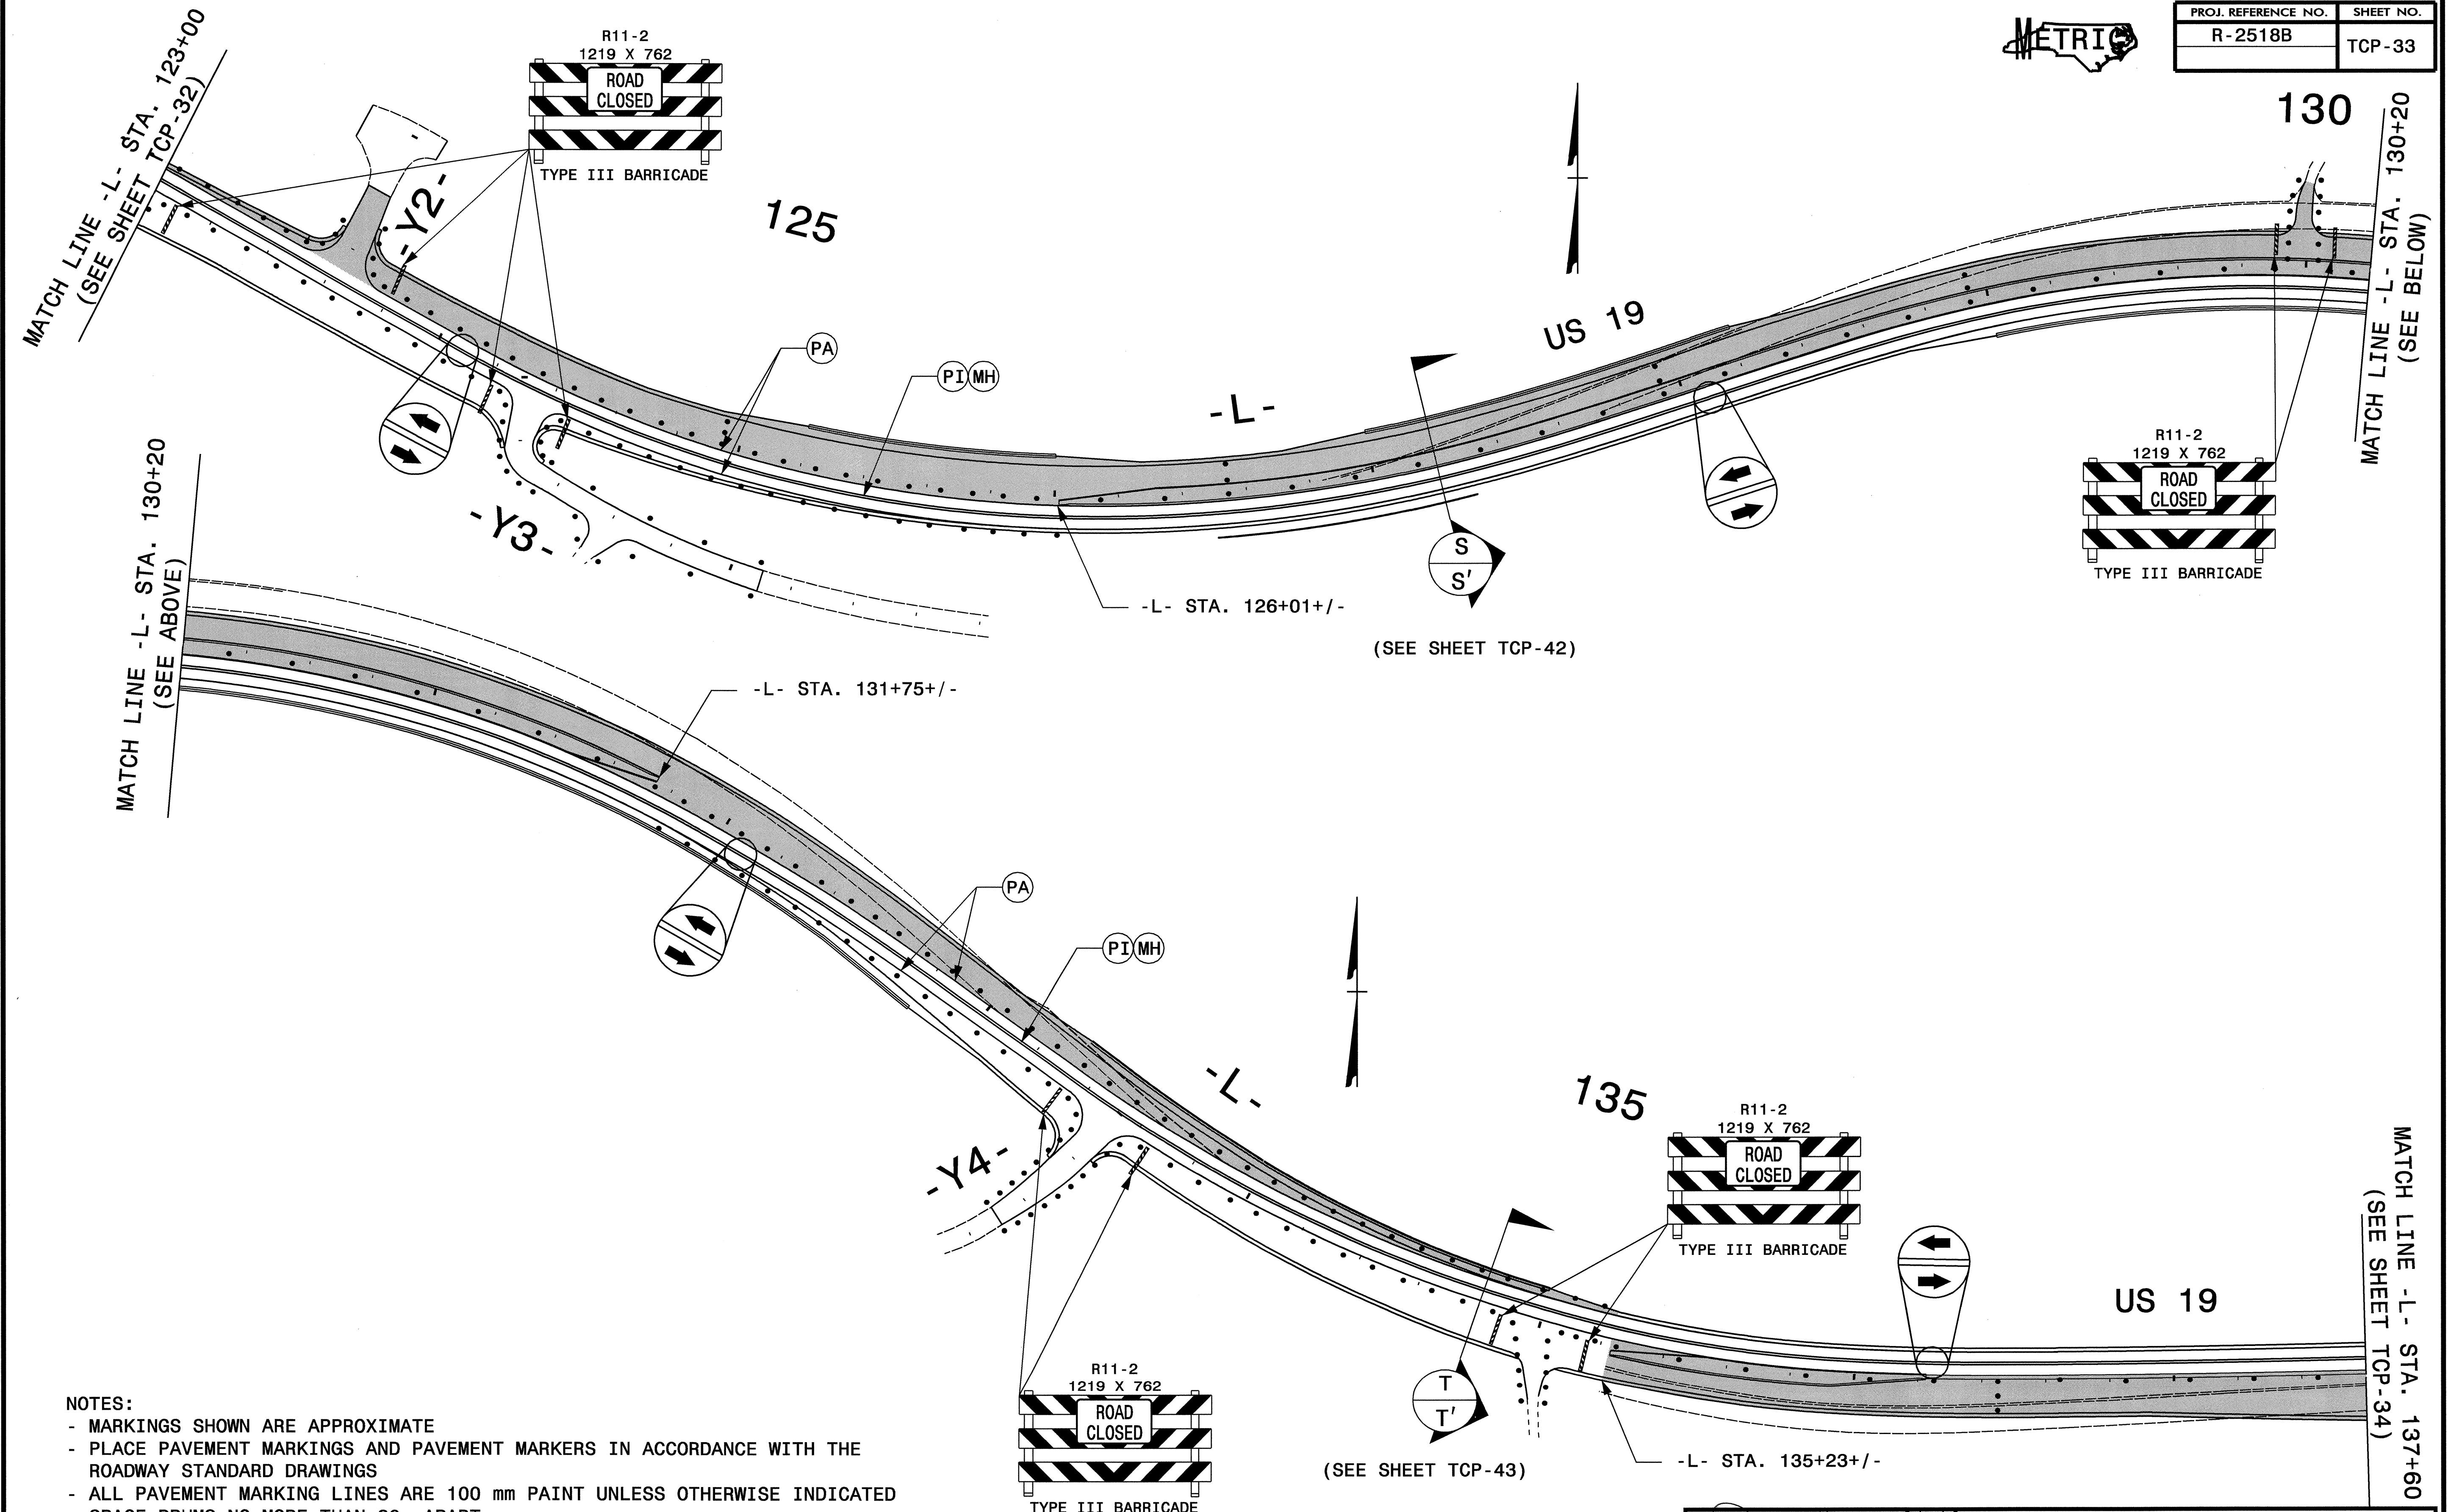 METRIC
PROJ. REFERENCE NO.
SHEET NO.
R-2518B
TCP-33
MATCH LINE -L- STA. 123+00
(SEE SHEET TCP-32)
R11-2
1219 X 762
ROAD
CLOSED
TYPE III BARRICADE
-Y2-
125
PA
PI MH
-L-
US 19
130
MATCH LINE -L- STA. 130+20
(SEE BELOW)
R11-2
1219 X 762
ROAD
CLOSED
TYPE III BARRICADE
-Y3-
S
S'
-L- STA. 126+01+/-
(SEE SHEET TCP-42)
MATCH LINE -L- STA. 130+20
(SEE ABOVE)
-L- STA. 131+75+/-
PA
PI MH
-L-
135
-Y4-
R11-2
1219 X 762
ROAD
CLOSED
TYPE III BARRICADE
US 19
MATCH LINE -L- STA. 137+60
(SEE SHEET TCP-34)
T
T'
(SEE SHEET TCP-43)
-L- STA. 135+23+/-
R11-2
1219 X 762
ROAD
CLOSED
TYPE III BARRICADE
NOTES:
- MARKINGS SHOWN ARE APPROXIMATE
- PLACE PAVEMENT MARKINGS AND PAVEMENT MARKERS IN ACCORDANCE WITH THE
ROADWAY STANDARD DRAWINGS
- ALL PAVEMENT MARKING LINES ARE 100 mm PAINT UNLESS OTHERWISE INDICATED